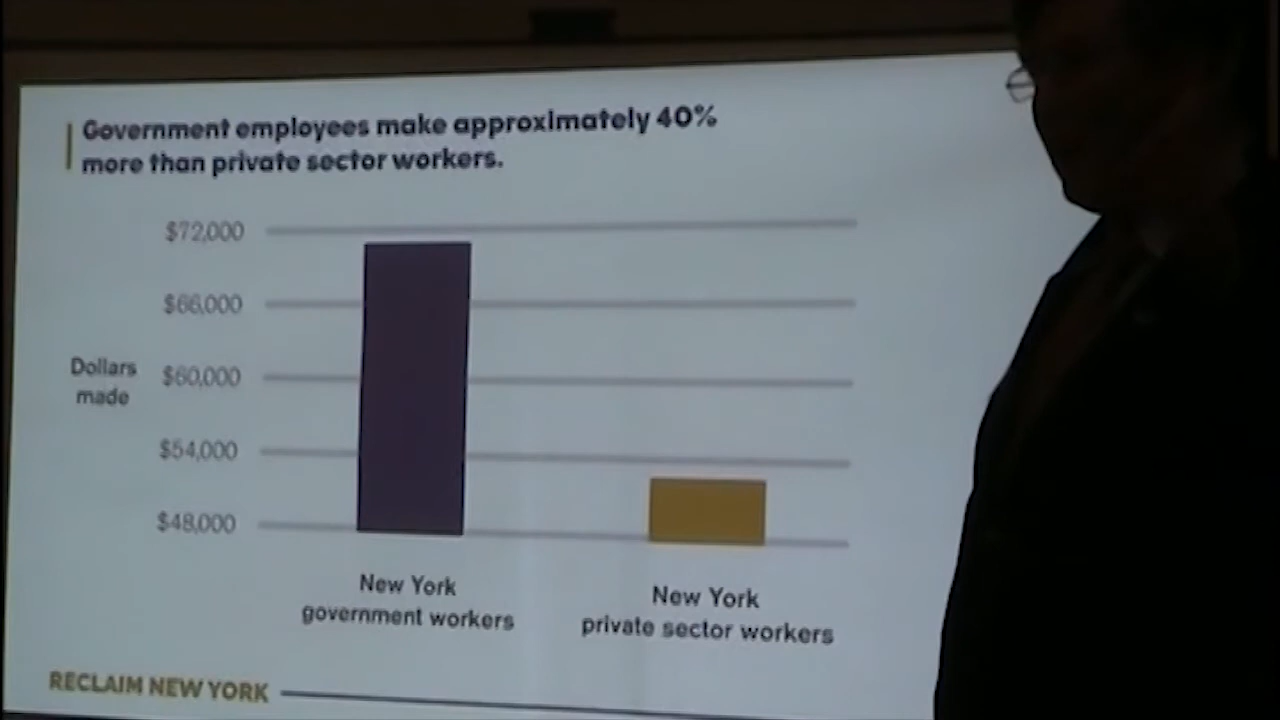 Government employees make approximately 40%
more than private sector workers.
$72,000
$66,000
Dollars
made
$60,000
$54,000
$48,000
New York
government workers
New York
private sector workers
RECLAIM NEW YORK